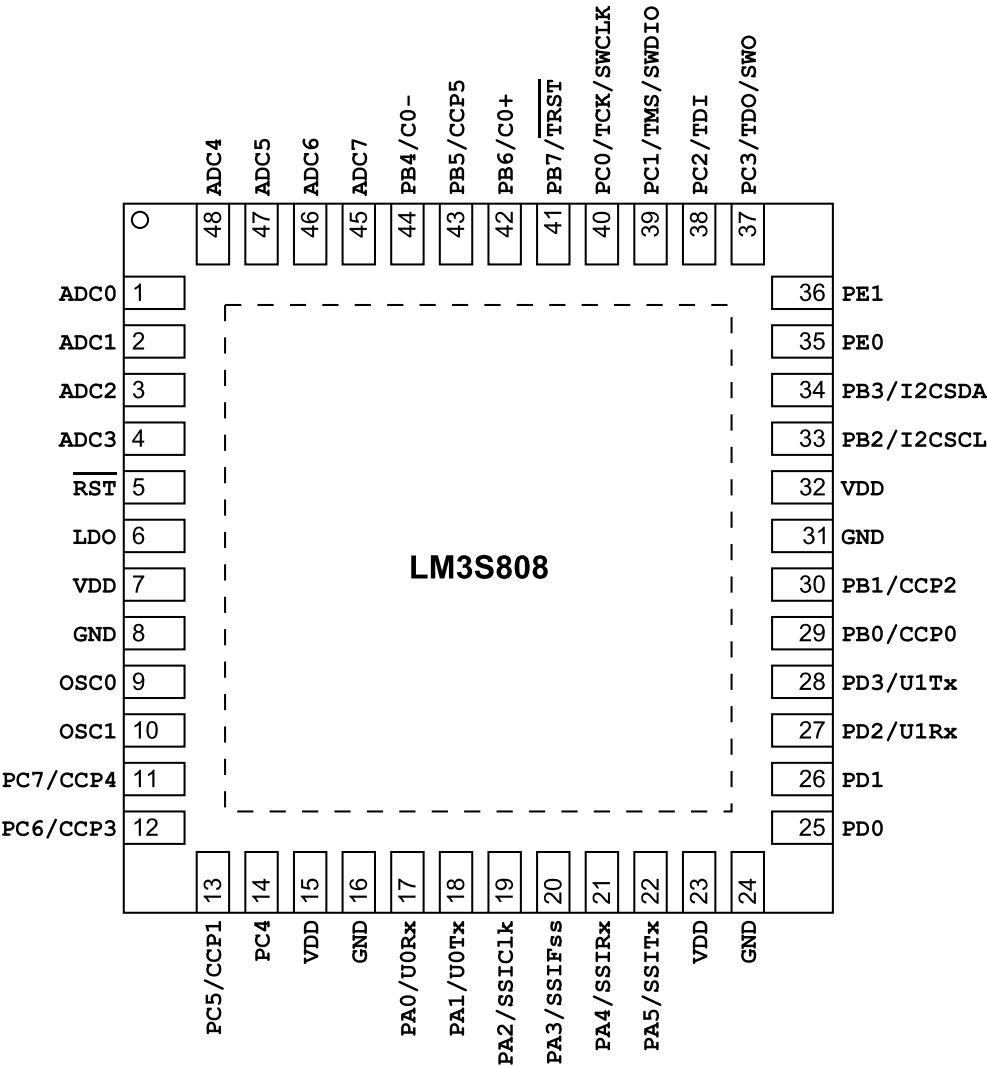 ADC4
ADC5
ADC6
ADC7
PB4/C0-
PB5/CCP5
PB6/C0+
PB7/TRST
PC0/TCK/SWCLK
PC1/TMS/SWDIO
PC2/TDI
PC3/TDO/SWO
48
47
46
45
44
43
42
41
40
39
38
37
ADC0 1
ADC1 2
ADC2 3
ADC3 4
RST 5
LDO 6
VDD 7
GND 8
OSC0 9
OSC1 10
PC7/CCP4 11
PC6/CCP3 12
LM3S808
36 PE1
35 PE0
34 PB3/I2CSDA
33 PB2/I2CSCL
32 VDD
31 GND
30 PB1/CCP2
29 PB0/CCP0
28 PD3/U1Tx
27 PD2/U1Rx
26 PD1
25 PD0
13
14
15
16
17
18
19
20
21
22
23
24
PC5/CCP1
PC4
VDD
GND
PA0/U0Rx
PA1/U0Tx
PA2/SSIClk
PA3/SSIFss
PA4/SSIRx
PA5/SSITx
VDD
GND